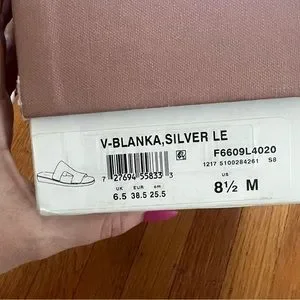 V-BLANKA,SILVER LE
F6609L4020
1217 5100284261 S8
7 27694 55833 3
UK EUR cm
6.5 38.5 25.5
US
8½ M